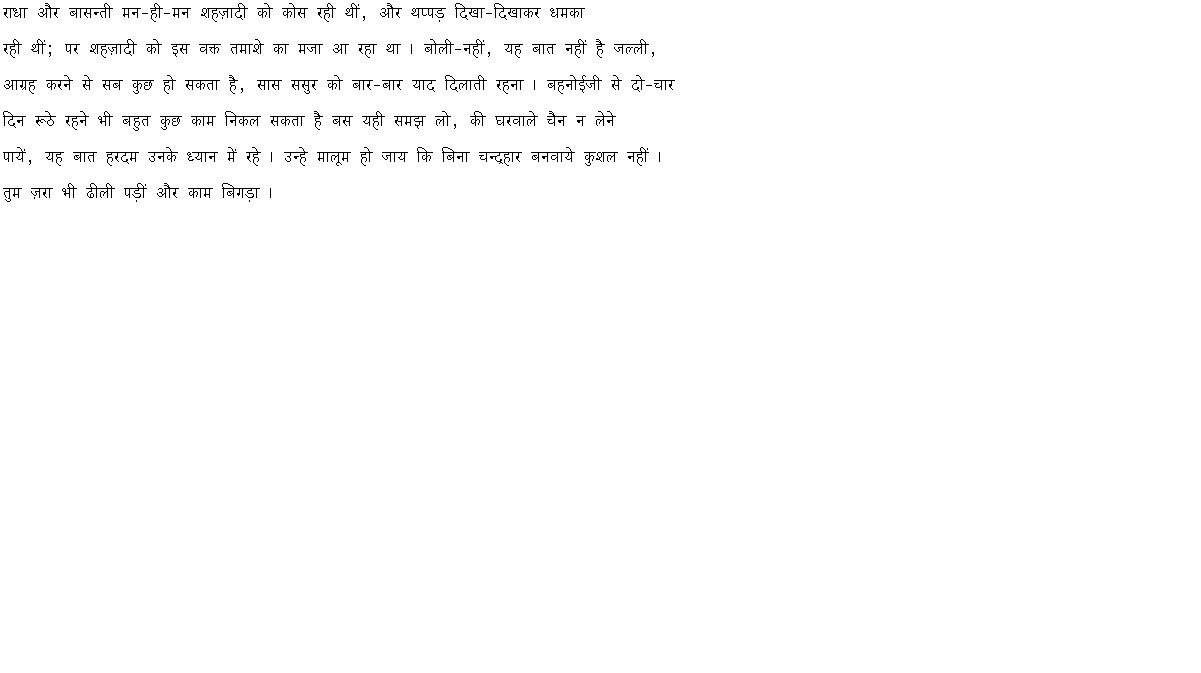 राधा और बासन्ती मन-ही-मन शहज़ादी को कोस रही थीं, और थप्पड़ दिखा-दिखाकर धमका
रही थीं; पर शहज़ादी को इस वक्त तमाशे का मजा आ रहा था । बोली-नहीं, यह बात नहीं है जल्ली,
आग्रह करने से सब कुछ हो सकता है, सास ससुर को बार-बार याद दिलाती रहना । बहनोईजी से दो-चार
दिन रूठे रहने भी बहुत कुछ काम निकल सकता है बस यही समझ लो, की घरवाले चैन न लेने
पायें, यह बात हरदम उनके ध्यान में रहे । उन्हे मालूम हो जाय कि बिना चन्द्रहार बनवाये कुशल नहीं ।
तुम ज़रा भी ढीली पड़ीं और काम बिगड़ा ।